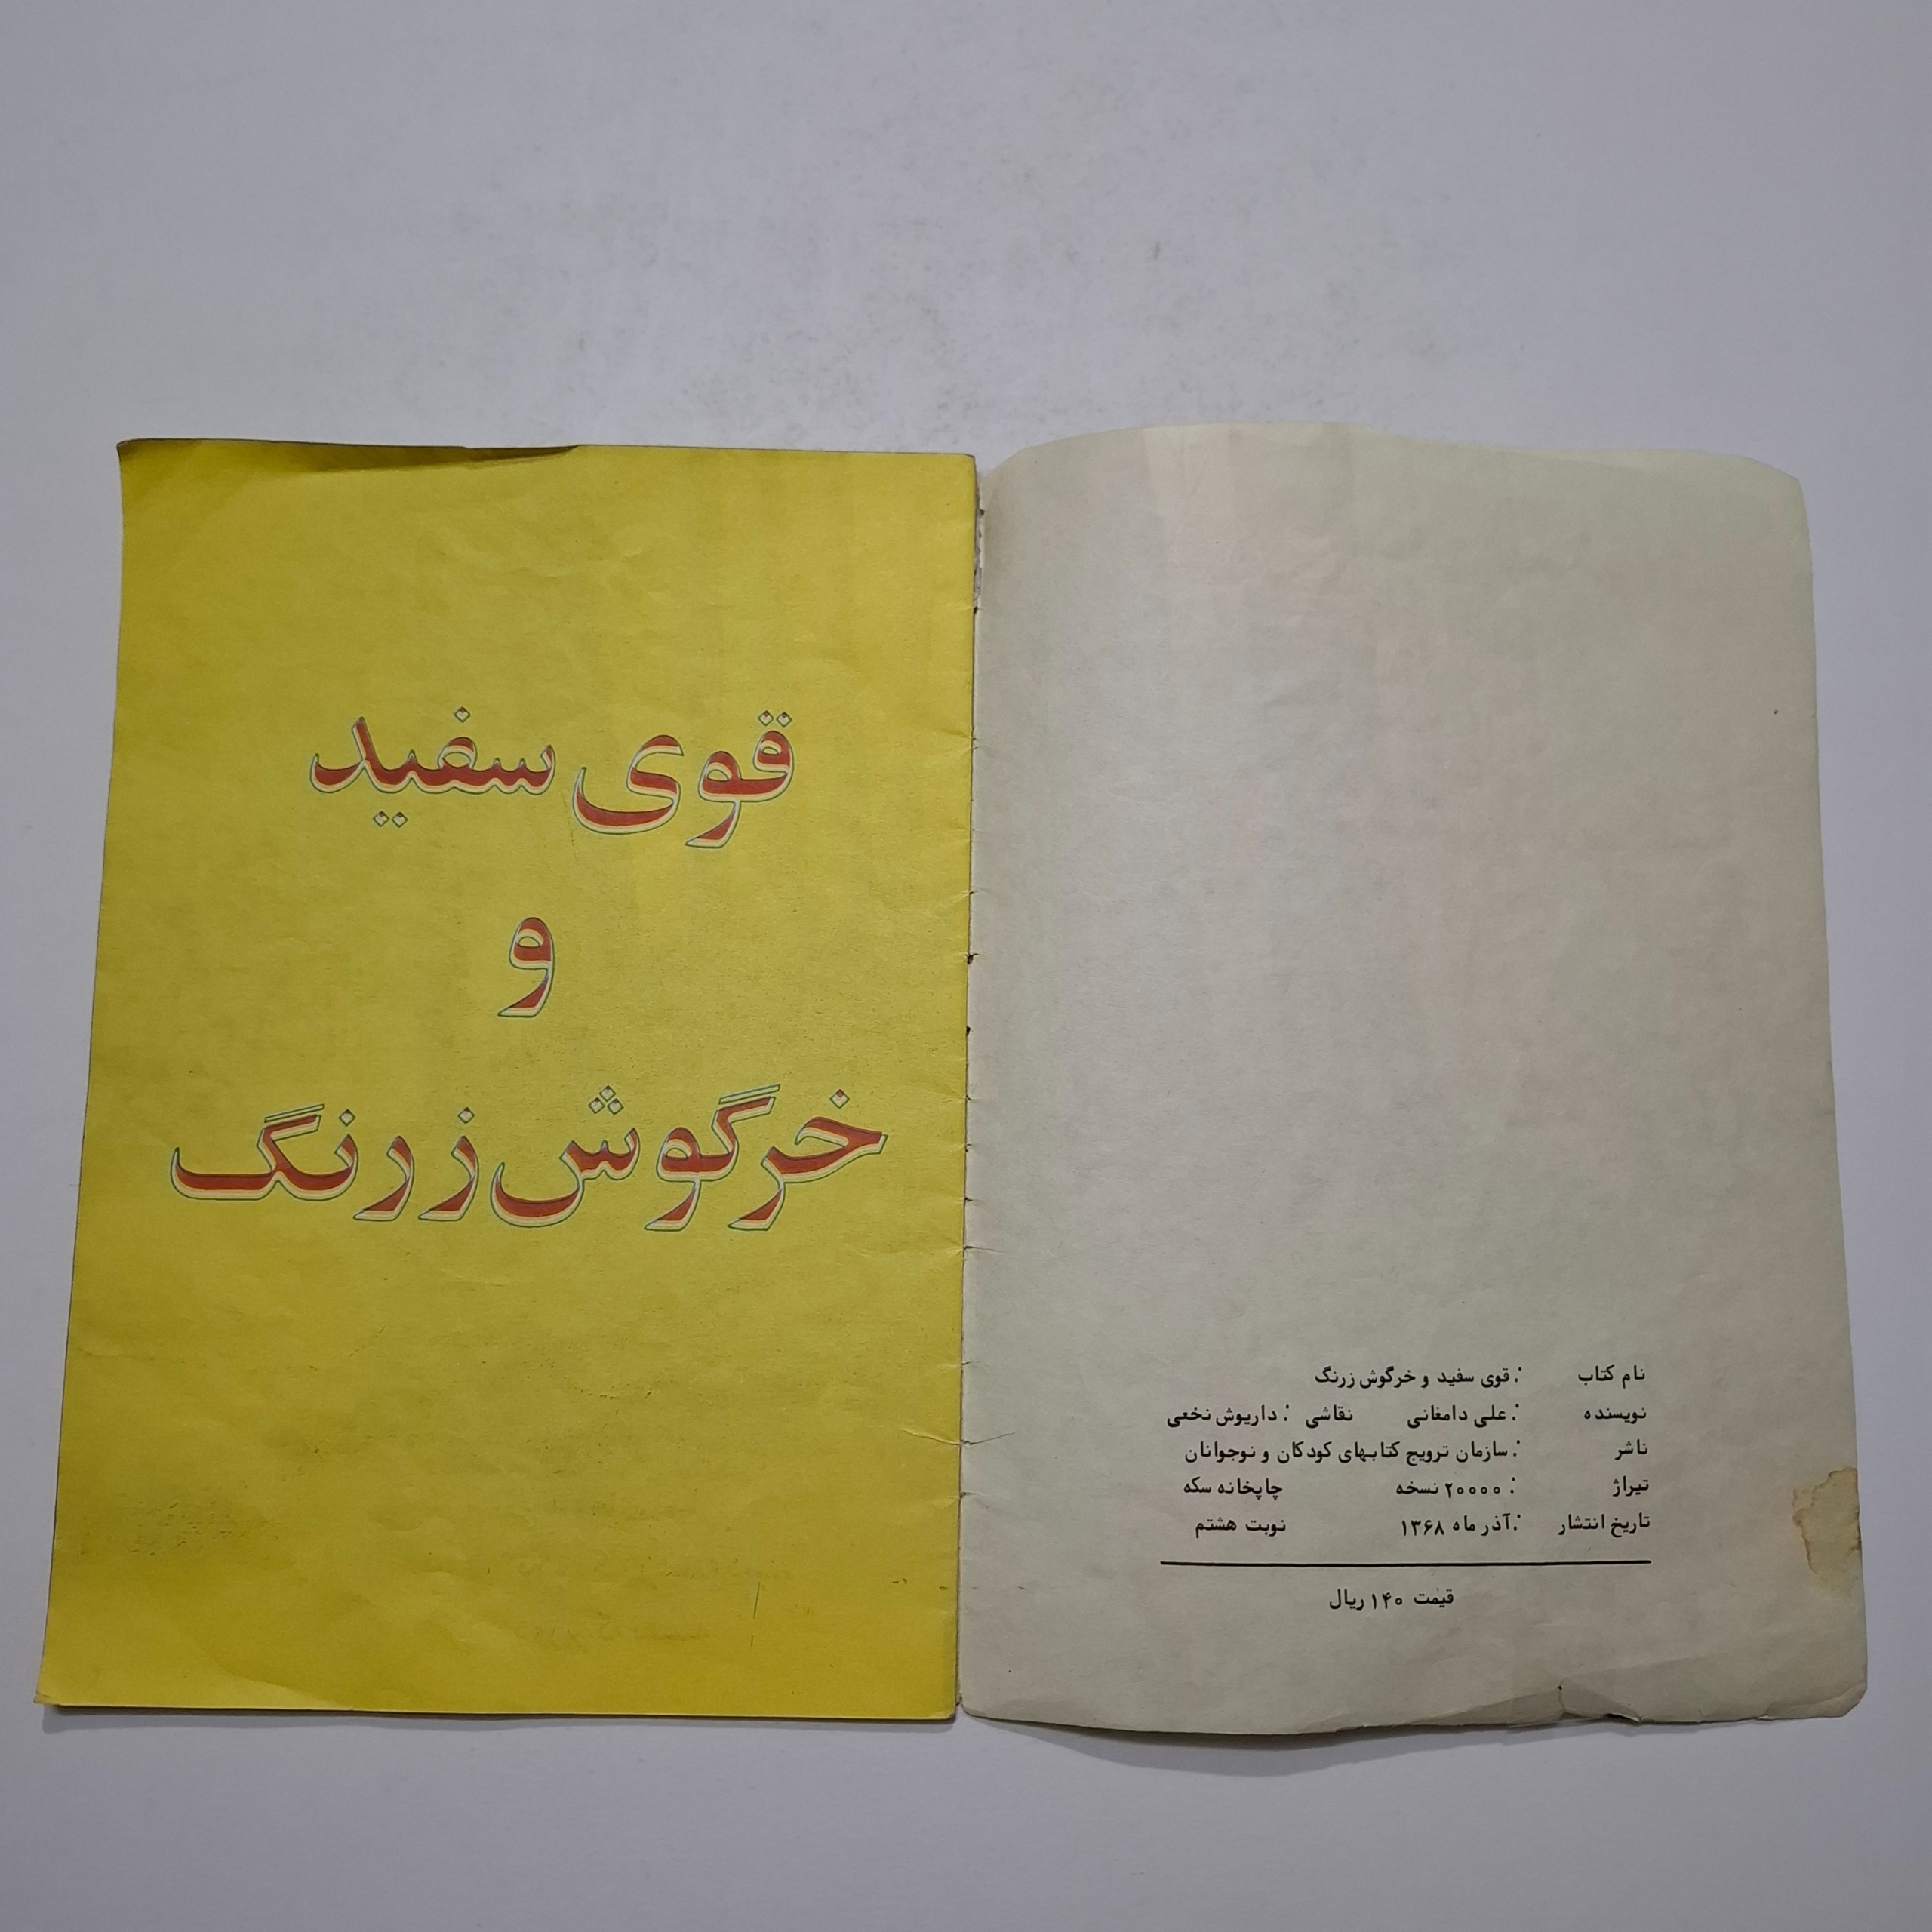 نام کتاب : قوی سفید و خرگوش زرنگ
نویسنده : علی دامغانی نقاشی : داریوش نخعی
ناشر : سازمان ترویج کتابهای کودکان و نوجوانان
تیراژ : ۲۰۰۰۰ نسخه چاپخانه سکه
تاریخ انتشار : آذر ماه ۱۳۶۸ نوبت هشتم
قیمت ۱۴۰ ریال
قوی سفید
و
خرگوش زرنگ